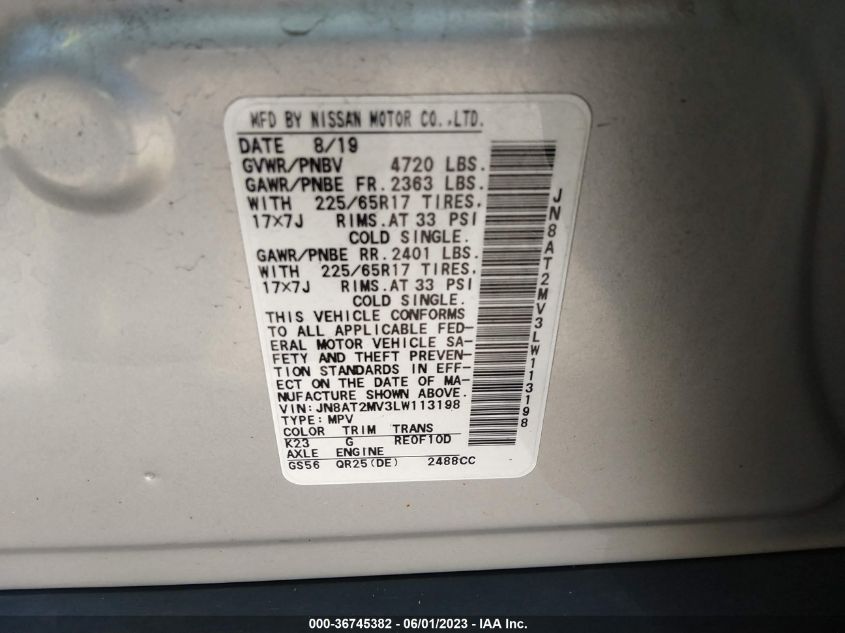 MFD BY NISSAN MOTOR CO.,LTD.
DATE 8/19
GVWR/PNBV 4720 LBS.
GAWR/PNBE FR. 2363 LBS.
WITH 225/65R17 TIRES.
17×7J RIMS.AT 33 PSI
COLD SINGLE.
GAWR/PNBE RR. 2401 LBS.
WITH 225/65R17 TIRES.
17×7J RIMS.AT 33 PSI
COLD SINGLE.
THIS VEHICLE CONFORMS
TO ALL APPLICABLE FED-
ERAL MOTOR VEHICLE SA-
FETY AND THEFT PREVEN-
TION STANDARDS IN EFF-
ECT ON THE DATE OF MA-
NUFACTURE SHOWN ABOVE.
VIN:JN8AT2MV3LW113198
TYPE:MPV
COLOR TRIM TRANS
K23 G RE0F10D
AXLE ENGINE
GS56 QR25(DE) 2488CC
JN8AT2MV3LW113198
000-36745382 - 06/01/2023 - IAA Inc.